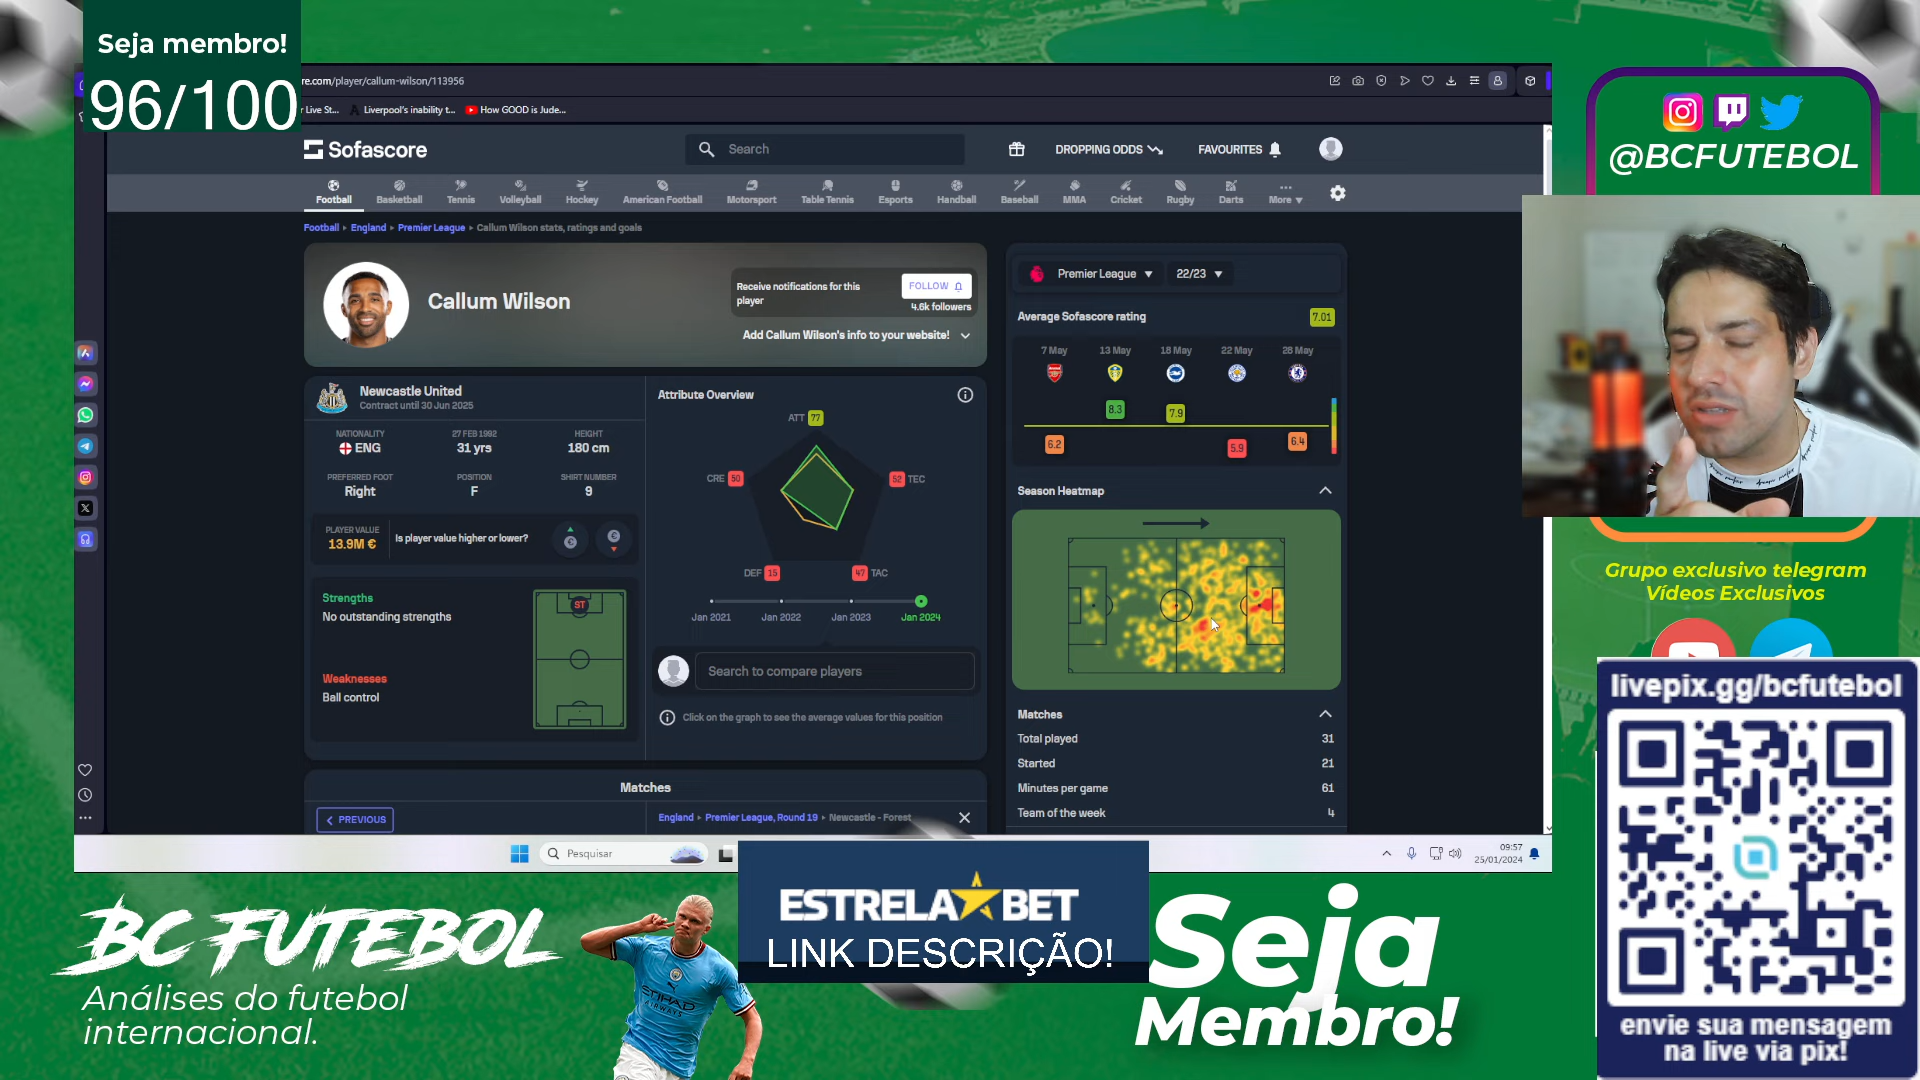 Seja membro!
96/100
re.com/player/callum-wilson/113956
r Live St...
Liverpool's inability t...
How GOOD is Jude...
Sofascore
Search
DROPPING ODDS
FAVOURITES
Football
Basketball
Tennis
Volleyball
Hockey
American Football
Motorsport
Table Tennis
Esports
Handball
Baseball
MMA
Cricket
Rugby
Darts
More
Football
England
Premier League
Callum Wilson stats, ratings and goals
Callum Wilson
Receive notifications for this
player
FOLLOW
4.6k followers
Add Callum Wilson's info to your website!
Newcastle United
Contract until 30 Jun 2025
NATIONALITY
ENG
27 FEB 1992
31 yrs
HEIGHT
180 cm
PREFERRED FOOT
Right
POSITION
F
SHIRT NUMBER
9
PLAYER VALUE
13.9M €
Is player value higher or lower?
Strengths
No outstanding strengths
Weaknesses
Ball control
ST
Attribute Overview
ATT 77
CRE 50
52 TEC
DEF 15
47 TAC
Jan 2021
Jan 2022
Jan 2023
Jan 2024
Search to compare players
Click on the graph to see the average values for this position
Matches
PREVIOUS
England
Premier League, Round 19
Newcastle - Forest
Premier League
22/23
Average Sofascore rating
7.01
7 May
13 May
18 May
22 May
28 May
6.2
8.3
7.9
5.9
6.4
Season Heatmap
Matches
Total played 31
Started 21
Minutes per game 61
Team of the week 4
Pesquisar
09:57
25/01/2024
@BCFUTEBOL
Grupo exclusivo telegram
Vídeos Exclusivos
livepix.gg/bcfutebol
envie sua mensagem
na live via pix!
BC FUTEBOL
Análises do futebol
internacional.
ETIHAD
AIRWAYS
ESTRELA BET
LINK DESCRIÇÃO!
Seja
Membro!